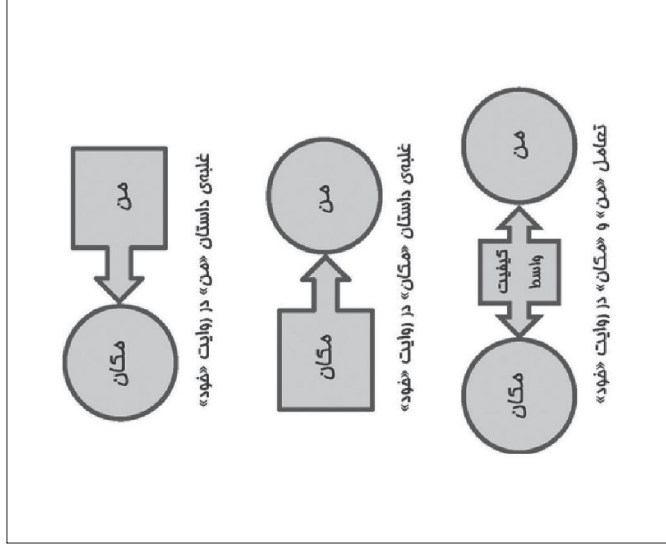 من
مکان
غلبه‌ی داستان «من» در روایت «خود»
من
مکان
غلبه‌ی داستان «مکان» در روایت «خود»
من
کیفیت
واسط
مکان
تعامل «من» و «مکان» در روایت «خود»